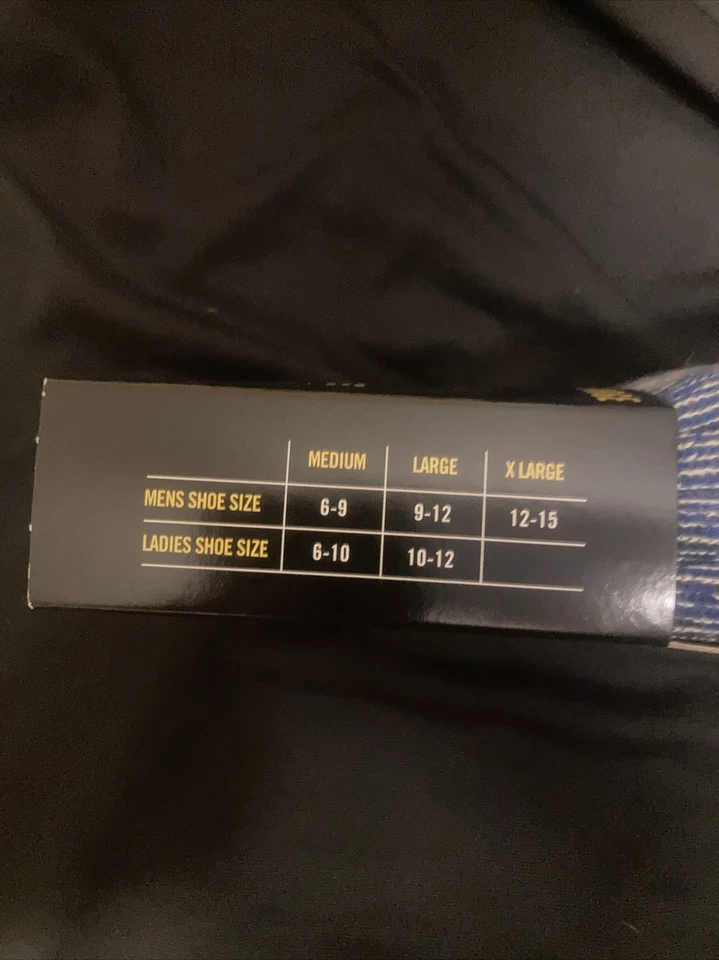 MEDIUM LARGE X LARGE
MENS SHOE SIZE 6-9 9-12 12-15
LADIES SHOE SIZE 6-10 10-12